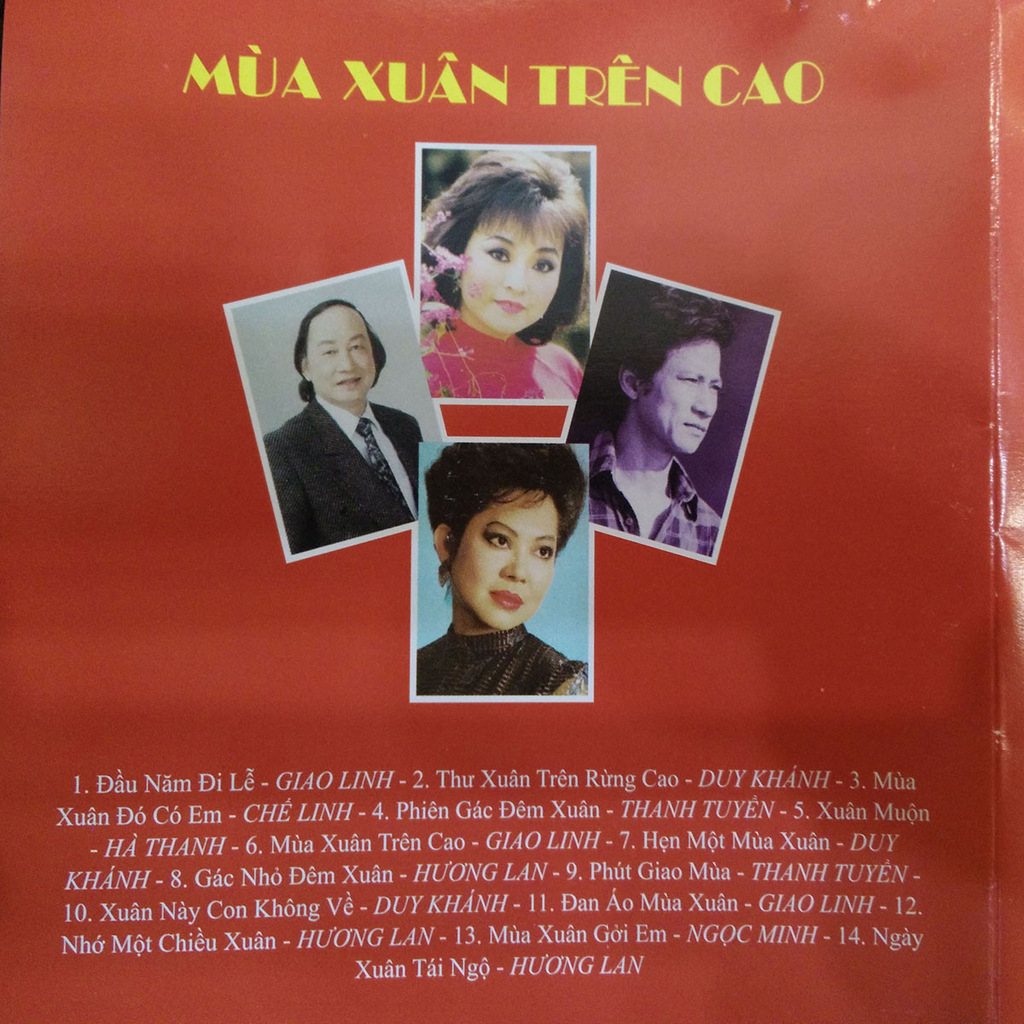 MÙA XUÂN TRÊN CAO
1. Đầu Năm Đi Lễ - GIAO LINH - 2. Thư Xuân Trên Rừng Cao - DUY KHÁNH - 3. Mùa
Xuân Đó Có Em - CHẾ LINH - 4. Phiên Gác Đêm Xuân - THANH TUYỀN - 5. Xuân Muộn
- HÀ THANH - 6. Mùa Xuân Trên Cao - GIAO LINH - 7. Hẹn Một Mùa Xuân - DUY
KHÁNH - 8. Gác Nhỏ Đêm Xuân - HƯƠNG LAN - 9. Phút Giao Mùa - THANH TUYỀN -
10. Xuân Này Con Không Về - DUY KHÁNH - 11. Đan Áo Mùa Xuân - GIAO LINH - 12.
Nhớ Một Chiều Xuân - HƯƠNG LAN - 13. Mùa Xuân Gởi Em - NGỌC MINH - 14. Ngày
Xuân Tái Ngộ - HƯƠNG LAN